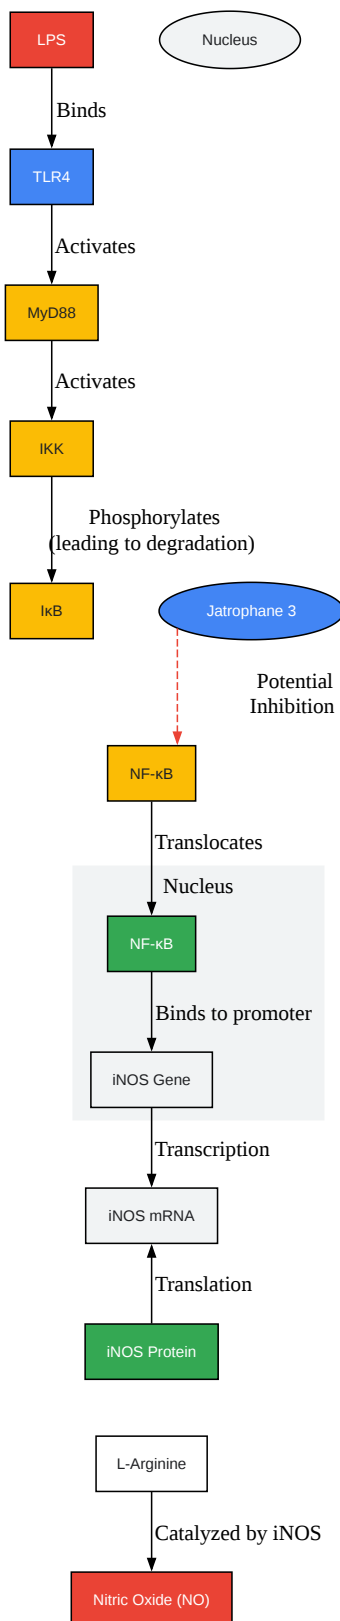 LPS
Nucleus
Binds
TLR4
Activates
MyD88
Activates
IKK
Phosphorylates
(leading to degradation)
IκB
Jatrophane 3
Potential
Inhibition
NF-κB
Translocates
Nucleus
NF-κB
Binds to promoter
iNOS Gene
Transcription
iNOS mRNA
Translation
iNOS Protein
L-Arginine
Catalyzed by iNOS
Nitric Oxide (NO)